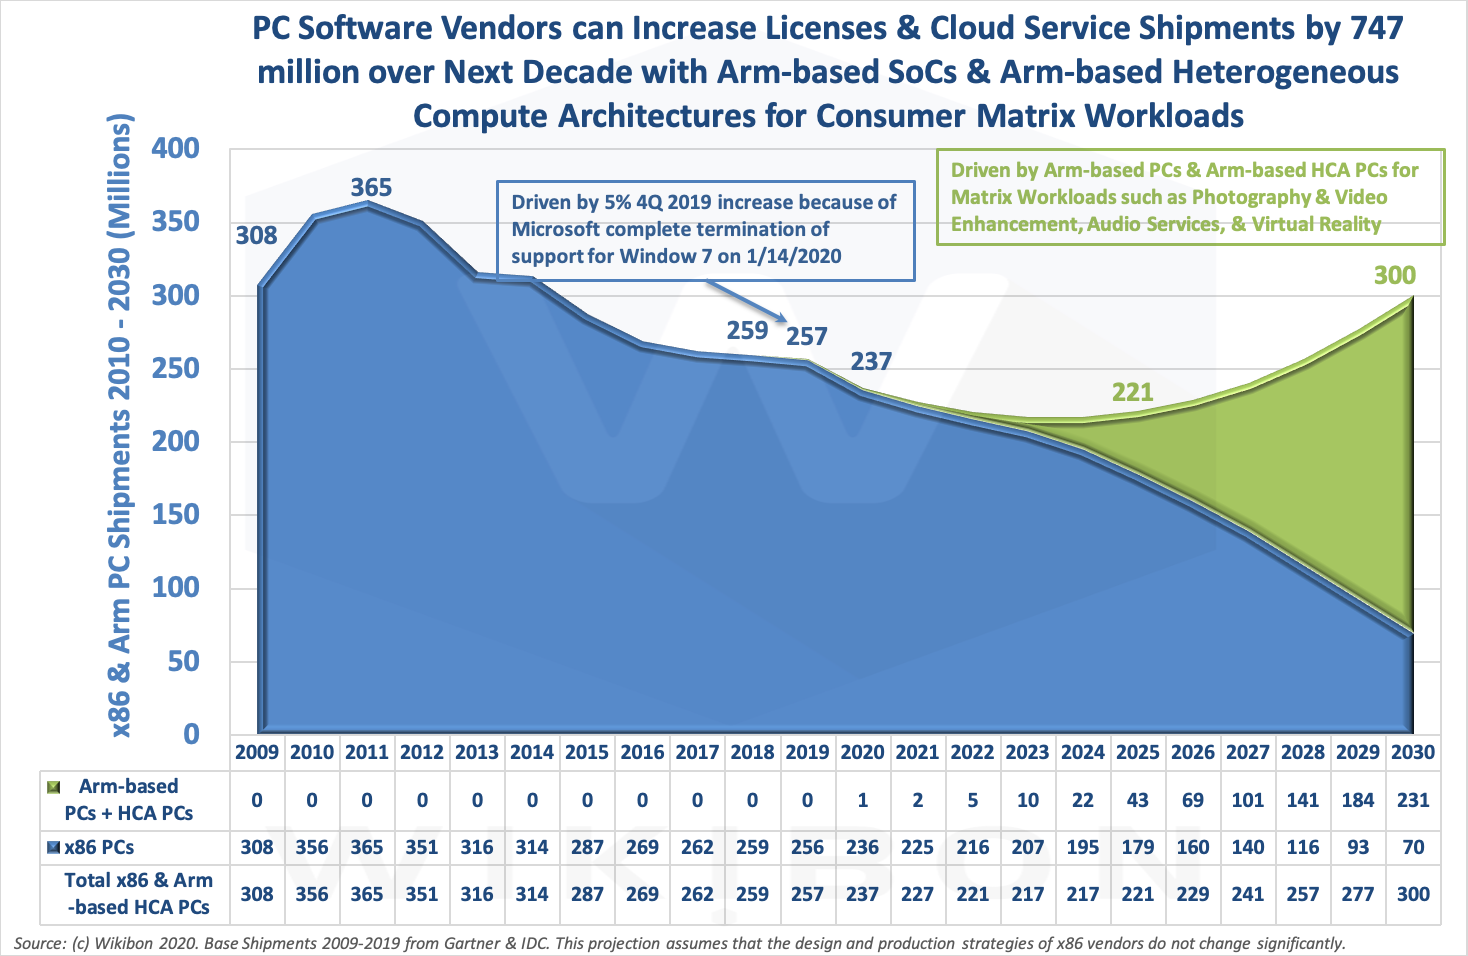 PC Software Vendors can Increase Licenses & Cloud Service Shipments by 747
million over Next Decade with Arm-based SoCs & Arm-based Heterogeneous
Compute Architectures for Consumer Matrix Workloads
x86 & Arm PC Shipments 2010 - 2030 (Millions)
400
350
300
250
200
150
100
50
0
308
365
Driven by 5% 4Q 2019 increase because of
Microsoft complete termination of
support for Window 7 on 1/14/2020
259
257
237
Driven by Arm-based PCs & Arm-based HCA PCs for
Matrix Workloads such as Photography & Video
Enhancement, Audio Services, & Virtual Reality
221
300
2009 2010 2011 2012 2013 2014 2015 2016 2017 2018 2019 2020 2021 2022 2023 2024 2025 2026 2027 2028 2029 2030
Arm-based
PCs + HCA PCs
0 0 0 0 0 0 0 0 0 0 0 1 2 5 10 22 43 69 101 141 184 231
x86 PCs
308 356 365 351 316 314 287 269 262 259 256 236 225 216 207 195 179 160 140 116 93 70
Total x86 & Arm
-based HCA PCs
308 356 365 351 316 314 287 269 262 259 257 237 227 221 217 217 221 229 241 257 277 300
WIKIBON
Source: (c) Wikibon 2020. Base Shipments 2009-2019 from Gartner & IDC. This projection assumes that the design and production strategies of x86 vendors do not change significantly.